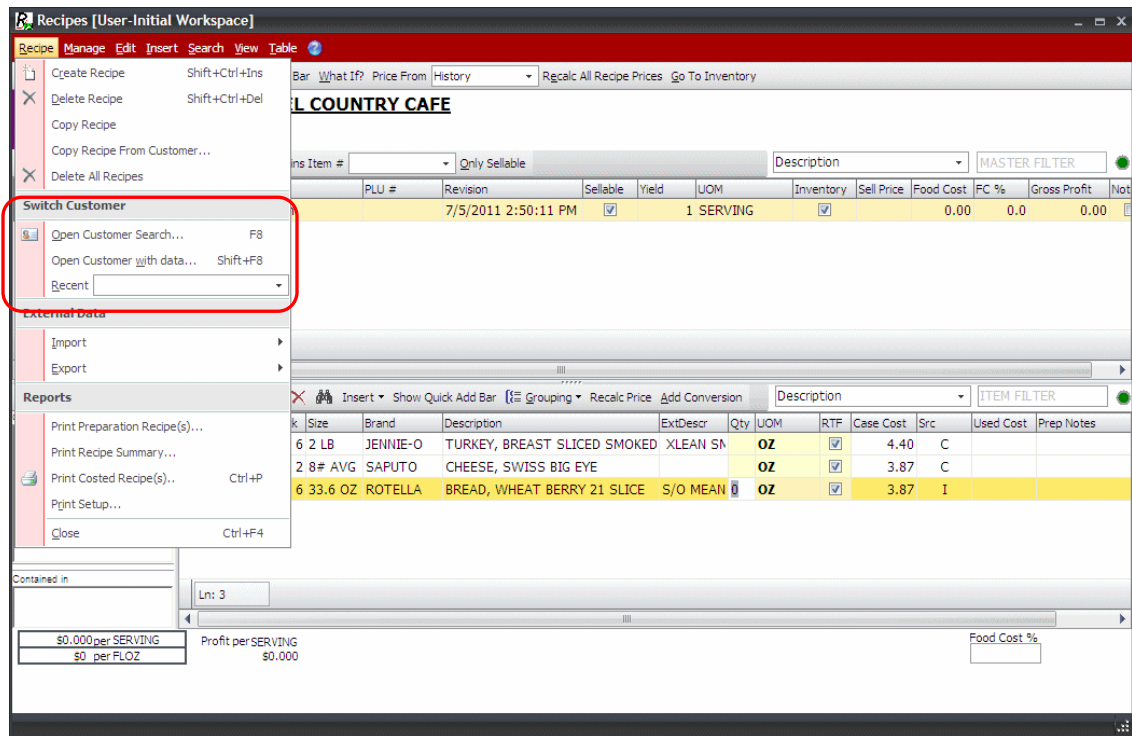 Recipes [User-Initial Workspace]
Recipe Manage Edit Insert Search View Table
Create Recipe Shift+Ctrl+Ins
Bar What If? Price From History Recalc All Recipe Prices Go To Inventory
Delete Recipe Shift+Ctrl+Del
EL COUNTRY CAFE
Copy Recipe
Copy Recipe From Customer...
ins Item # Only Sellable Description MASTER FILTER
Delete All Recipes
PLU # Revision Sellable Yield UOM Inventory Sell Price Food Cost FC % Gross Profit Not
Switch Customer
7/5/2011 2:50:11 PM 1 SERVING 0.00 0.0 0.00
Open Customer Search... F8
Open Customer with data... Shift+F8
Recent
External Data
Import
Export
Reports
Insert Show Quick Add Bar Grouping Recalc Price Add Conversion Description ITEM FILTER
k Size Brand Description ExtDescr Qty UOM RTF Case Cost Src Used Cost Prep Notes
Print Preparation Recipe(s)...
6 2 LB JENNIE-O TURKEY, BREAST SLICED SMOKED XLEAN SM OZ 4.40 C
Print Recipe Summary...
2 8# AVG SAPUTO CHEESE, SWISS BIG EYE OZ 3.87 C
Print Costed Recipe(s).. Ctrl+P
6 33.6 OZ ROTELLA BREAD, WHEAT BERRY 21 SLICE S/O MEAN 0 OZ 3.87 I
Print Setup...
Close Ctrl+F4
Contained in
Ln: 3
$0.000 per SERVING Profit per SERVING Food Cost %
$0 per FLOZ $0.000